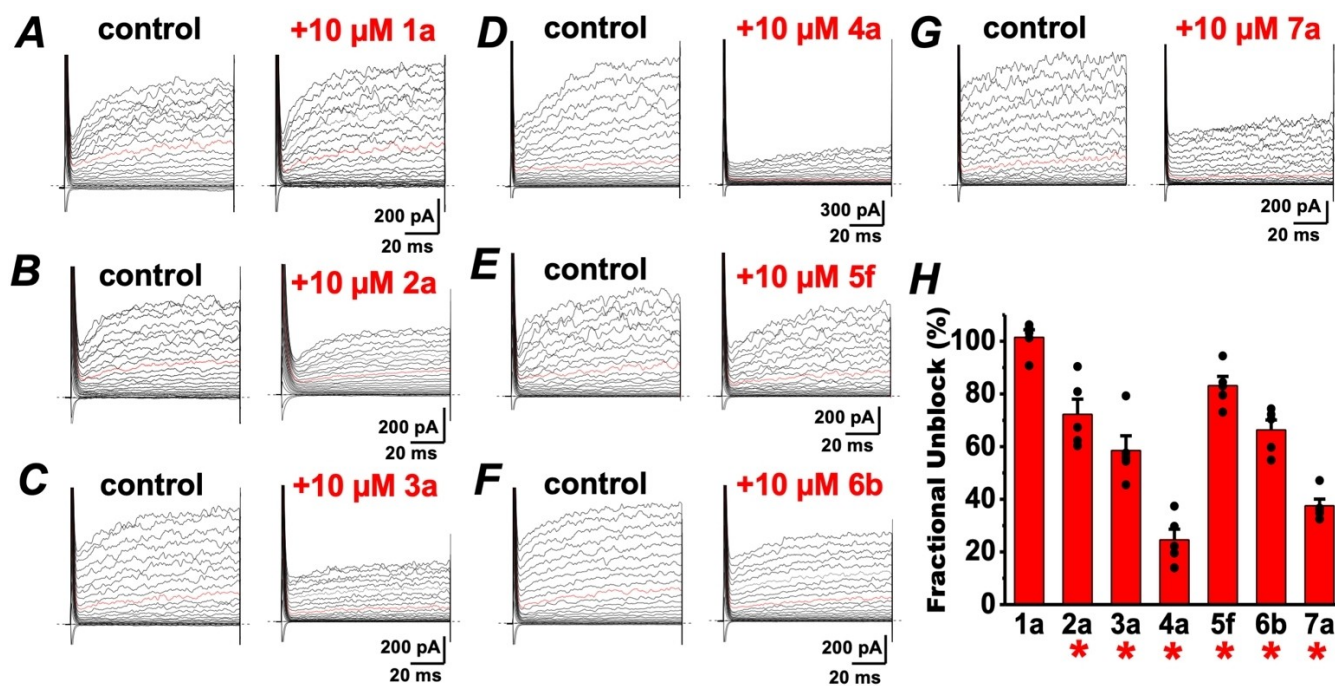 A
control
+10 µM 1a
200 pA
20 ms
B
control
+10 µM 2a
200 pA
20 ms
C
control
+10 µM 3a
200 pA
20 ms
D
control
+10 µM 4a
300 pA
20 ms
E
control
+10 µM 5f
200 pA
20 ms
F
control
+10 µM 6b
200 pA
20 ms
G
control
+10 µM 7a
200 pA
20 ms
H
Fractional Unblock (%)
100
80
60
40
20
0
1a 2a 3a 4a 5f 6b 7a
* * * * * *